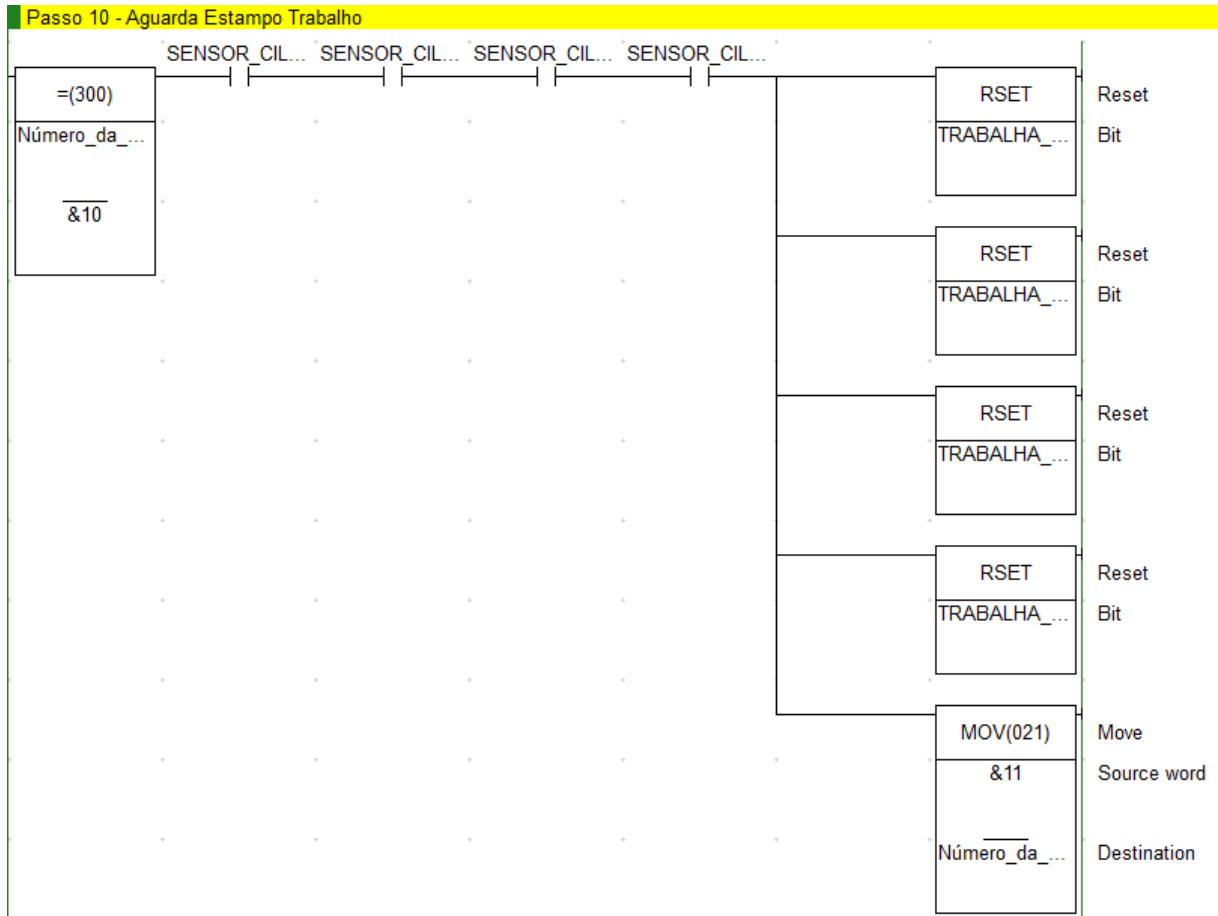 Passo 10 - Aguarda Estampo Trabalho
SENSOR_CIL... SENSOR_CIL... SENSOR_CIL... SENSOR_CIL...
=(300)
Número_da_...
&10
RSET Reset
TRABALHA_... Bit
RSET Reset
TRABALHA_... Bit
RSET Reset
TRABALHA_... Bit
RSET Reset
TRABALHA_... Bit
MOV(021) Move
&11 Source word
Número_da_... Destination